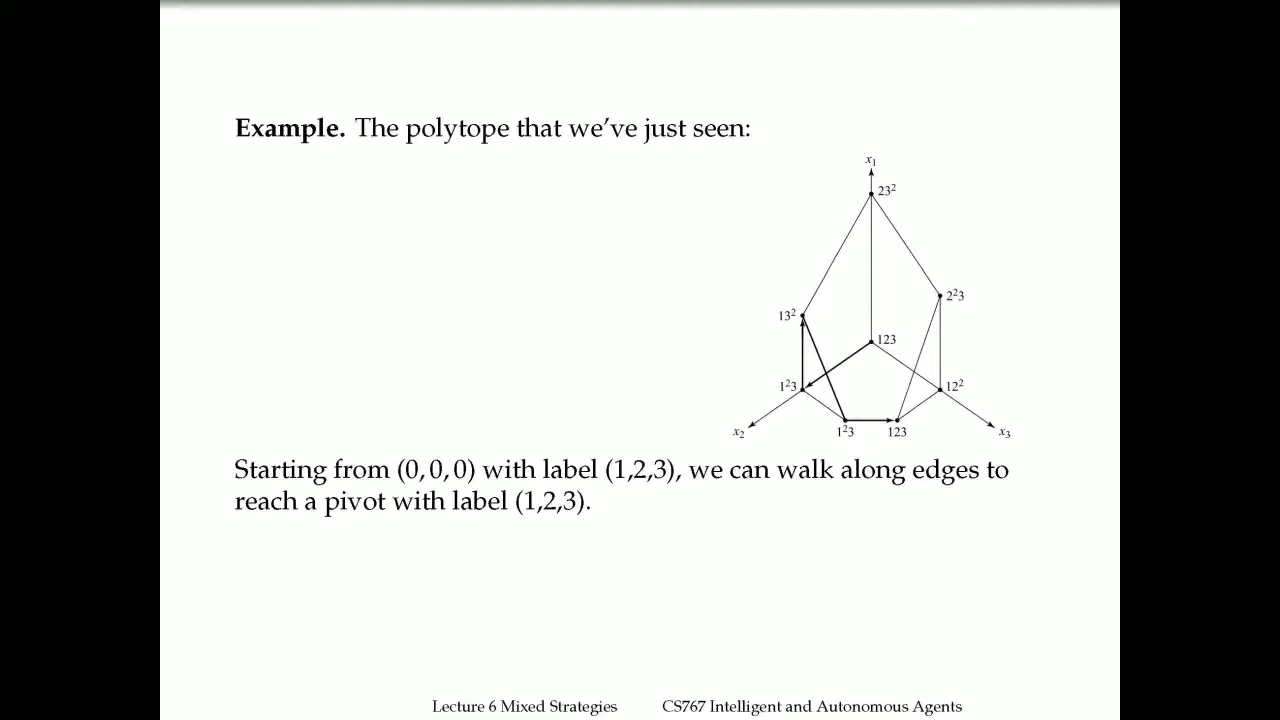 Example. The polytope that we've just seen:
x₁
23²
2²3
13²
123
1²3
12²
x₂
1²3
123
x₃
Starting from (0, 0, 0) with label (1,2,3), we can walk along edges to
reach a pivot with label (1,2,3).
Lecture 6 Mixed Strategies CS767 Intelligent and Autonomous Agents